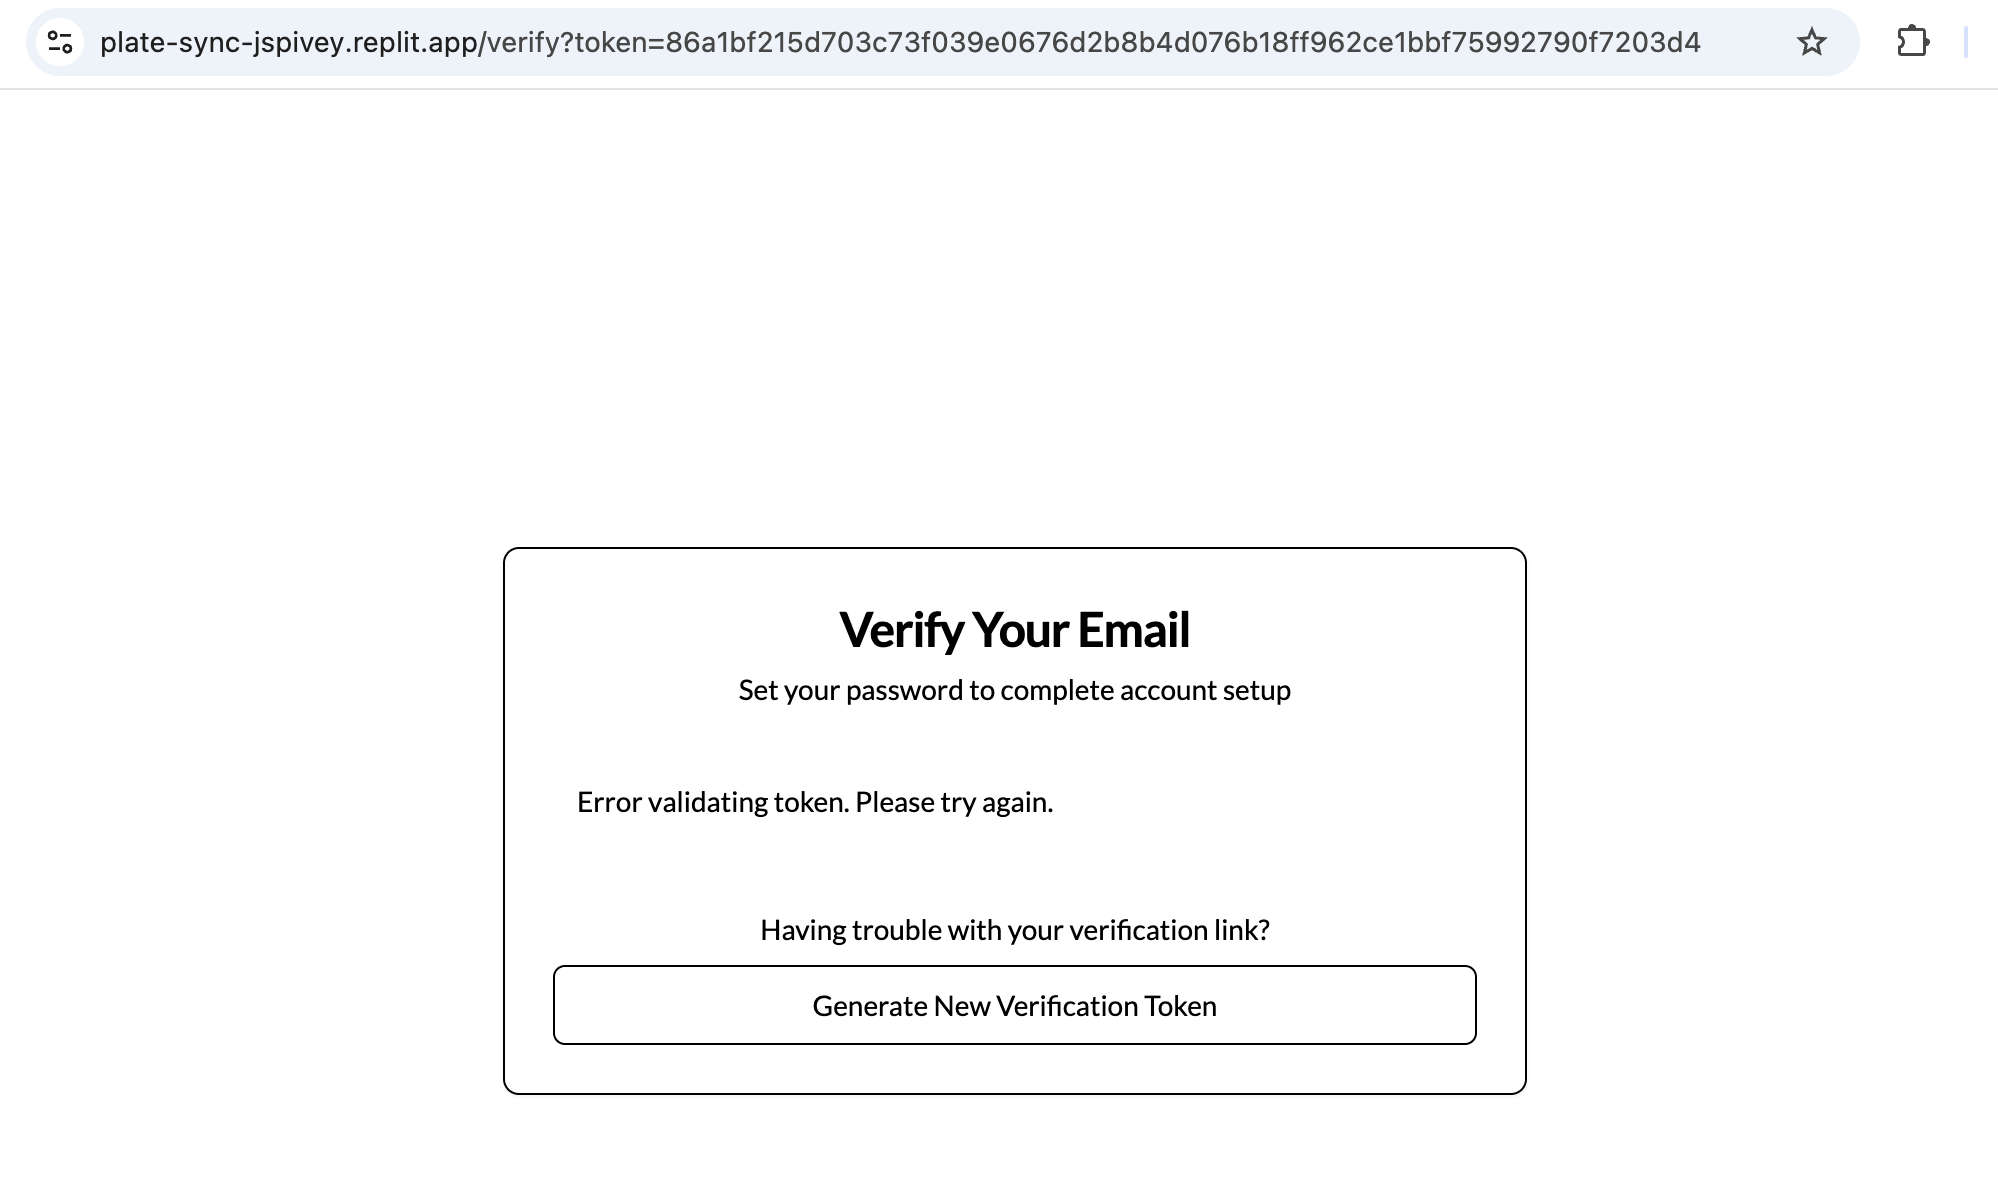 plate-sync-jspivey.replit.app/verify?token=86a1bf215d703c73f039e0676d2b8b4d076b18ff962ce1bbf75992790f7203d4
Verify Your Email
Set your password to complete account setup
Error validating token. Please try again.
Having trouble with your verification link?
Generate New Verification Token